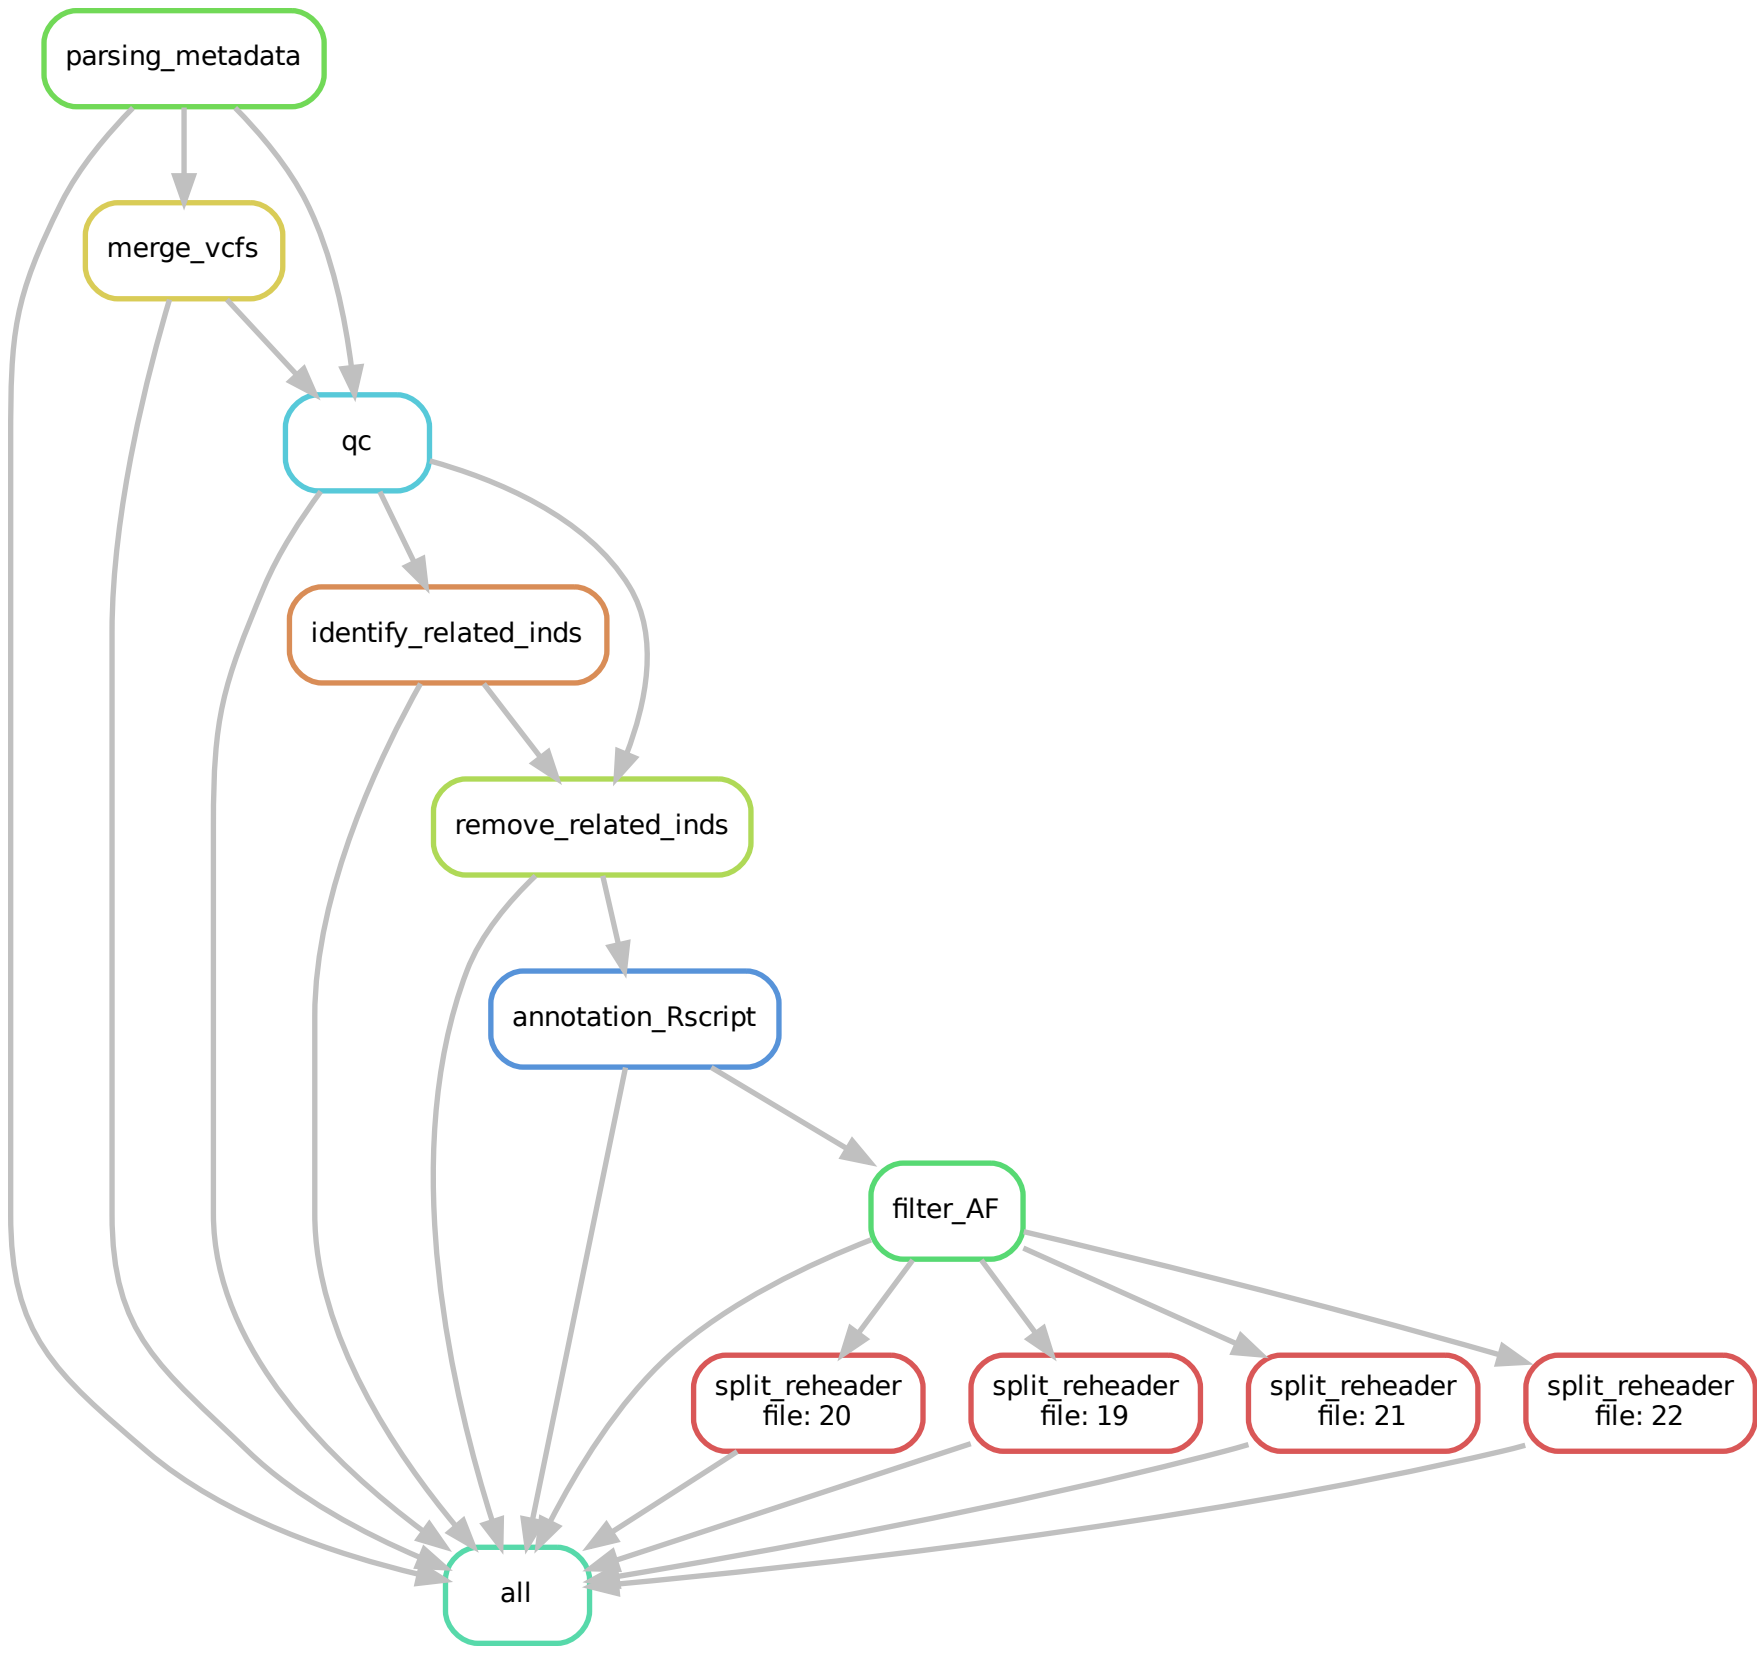 parsing_metadata
merge_vcfs
qc
identify_related_inds
remove_related_inds
annotation_Rscript
filter_AF
split_reheader
file: 20
split_reheader
file: 19
split_reheader
file: 21
split_reheader
file: 22
all